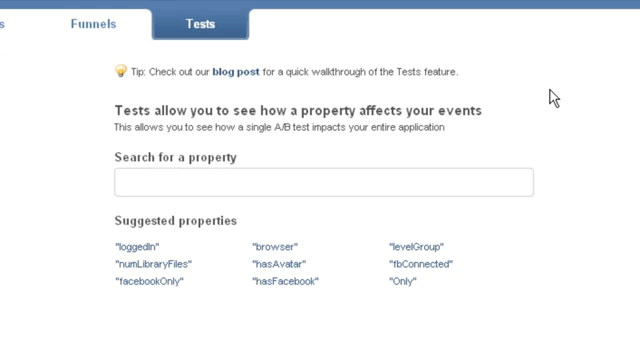 s Funnels Tests
Tip: Check out our blog post for a quick walkthrough of the Tests feature.
Tests allow you to see how a property affects your events
This allows you to see how a single A/B test impacts your entire application
Search for a property
Suggested properties
"loggedIn" "browser" "levelGroup"
"numLibraryFiles" "hasAvatar" "fbConnected"
"facebookOnly" "hasFacebook" "Only"